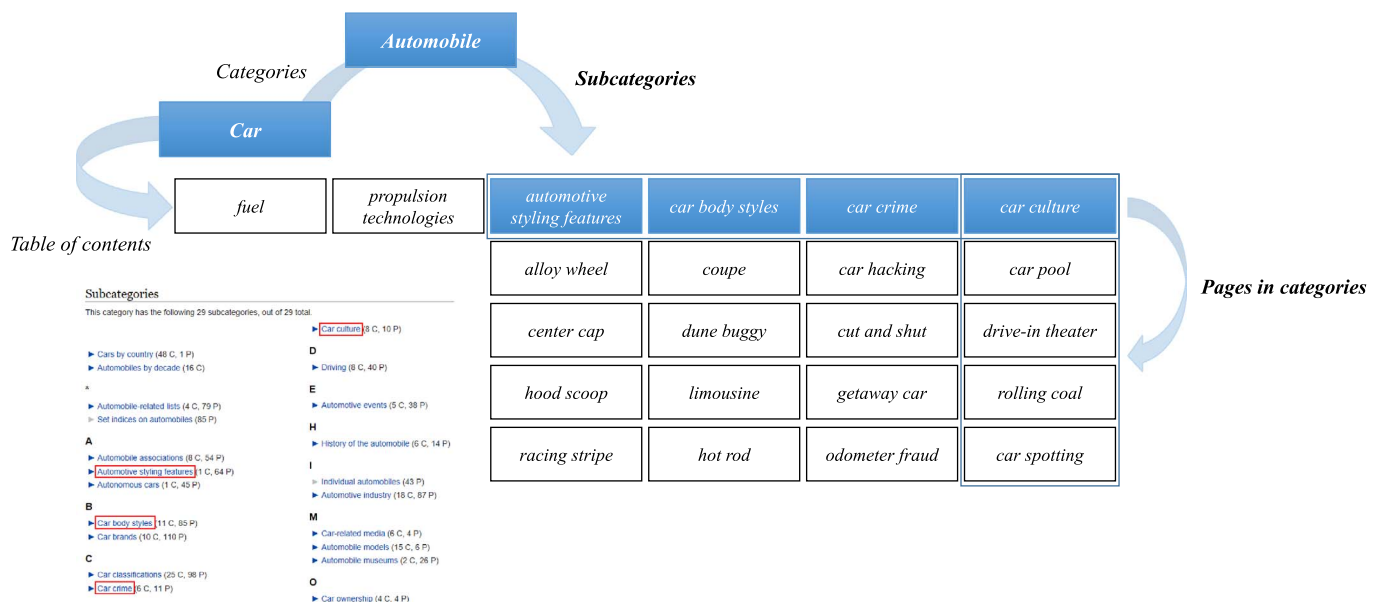 Automobile
Categories
Subcategories
Car
fuel
propulsion
technologies
automotive
styling features
car body styles
car crime
car culture
Table of contents
alloy wheel
car hacking
coupe
car pool
Pages in categories
center cap
dune buggy
cut and shut
drive-in theater
hood scoop
limousine
getaway car
rolling coal
racing stripe
hot rod
odometer fraud
car spotting
Subcategories
This category has the following 29 subcategories, out of 29 total.
► Cars by country (48 C, 1 P)
► Automobiles by decade (16 C)
*
► Automobile-related lists (4 C, 79 P)
► Set indices on automobiles (85 P)
A
► Automobile associations (8 C, 54 P)
► Automotive styling features (1 C, 64 P)
► Autonomous cars (1 C, 45 P)
B
► Car body styles (11 C, 85 P)
► Car brands (10 C, 110 P)
C
► Car classifications (25 C, 98 P)
► Car crime (6 C, 11 P)
► Car culture (8 C, 10 P)
D
► Driving (8 C, 40 P)
E
► Automotive events (5 C, 38 P)
H
► History of the automobile (6 C, 14 P)
I
► Individual automobiles (43 P)
► Automotive industry (18 C, 87 P)
M
► Car-related media (6 C, 4 P)
► Automobile models (15 C, 6 P)
► Automobile museums (2 C, 26 P)
O
► Car ownership (4 C, 4 P)